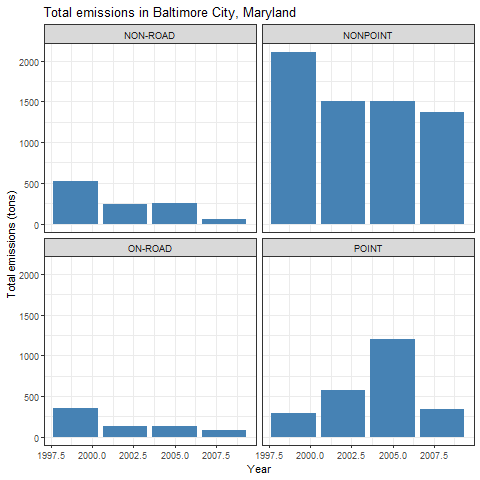 Total emissions in Baltimore City, Maryland
NON-ROAD
NONPOINT
2000
1500
1000
500
0
ON-ROAD
POINT
2000
1500
1000
500
0
Total emissions (tons)
1997.5 2000.0 2002.5 2005.0 2007.5
1997.5 2000.0 2002.5 2005.0 2007.5
Year